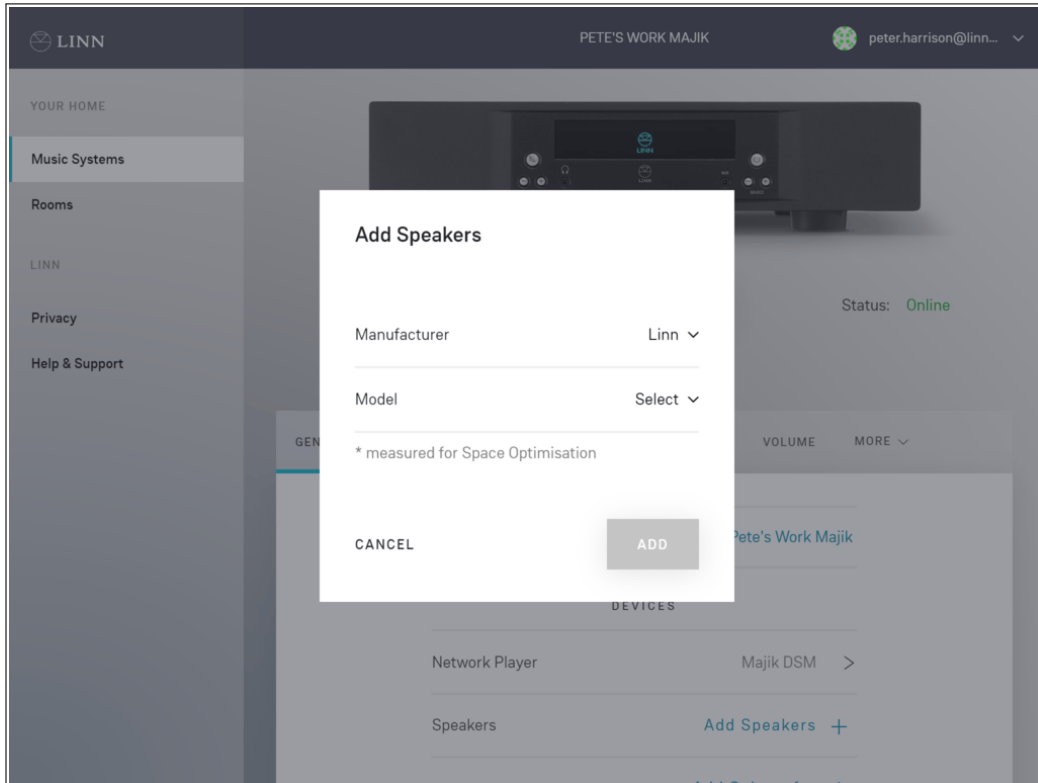 LINN
PETE'S WORK MAJIK
peter.harrison@linn...
YOUR HOME
Music Systems
Rooms
LINN
Privacy
Help & Support
LINN
Status: Online
Add Speakers
Manufacturer Linn
Model Select
* measured for Space Optimisation
CANCEL ADD
GEN
VOLUME MORE
Pete's Work Majik
DEVICES
Network Player Majik DSM
Speakers Add Speakers +